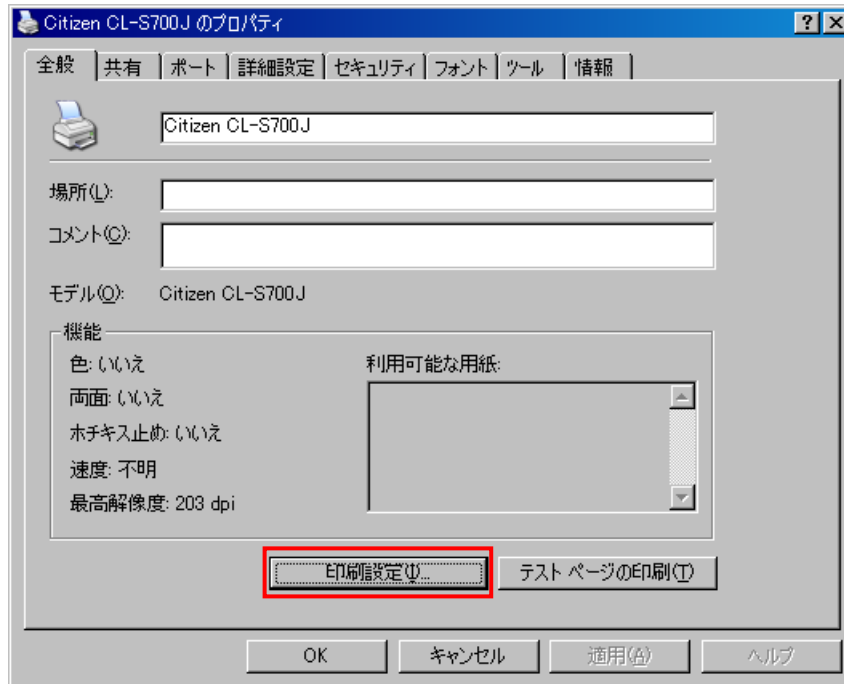 Citizen CL-S700J のプロパティ
全般 共有 ポート 詳細設定 セキュリティ フォント ツール 情報
Citizen CL-S700J
場所(L):
コメント(C):
モデル(O): Citizen CL-S700J
機能
色: いいえ 利用可能な用紙:
両面: いいえ
ホチキス止め: いいえ
速度: 不明
最高解像度: 203 dpi
印刷設定(I)... テスト ページの印刷(T)
OK キャンセル 適用(A) ヘルプ